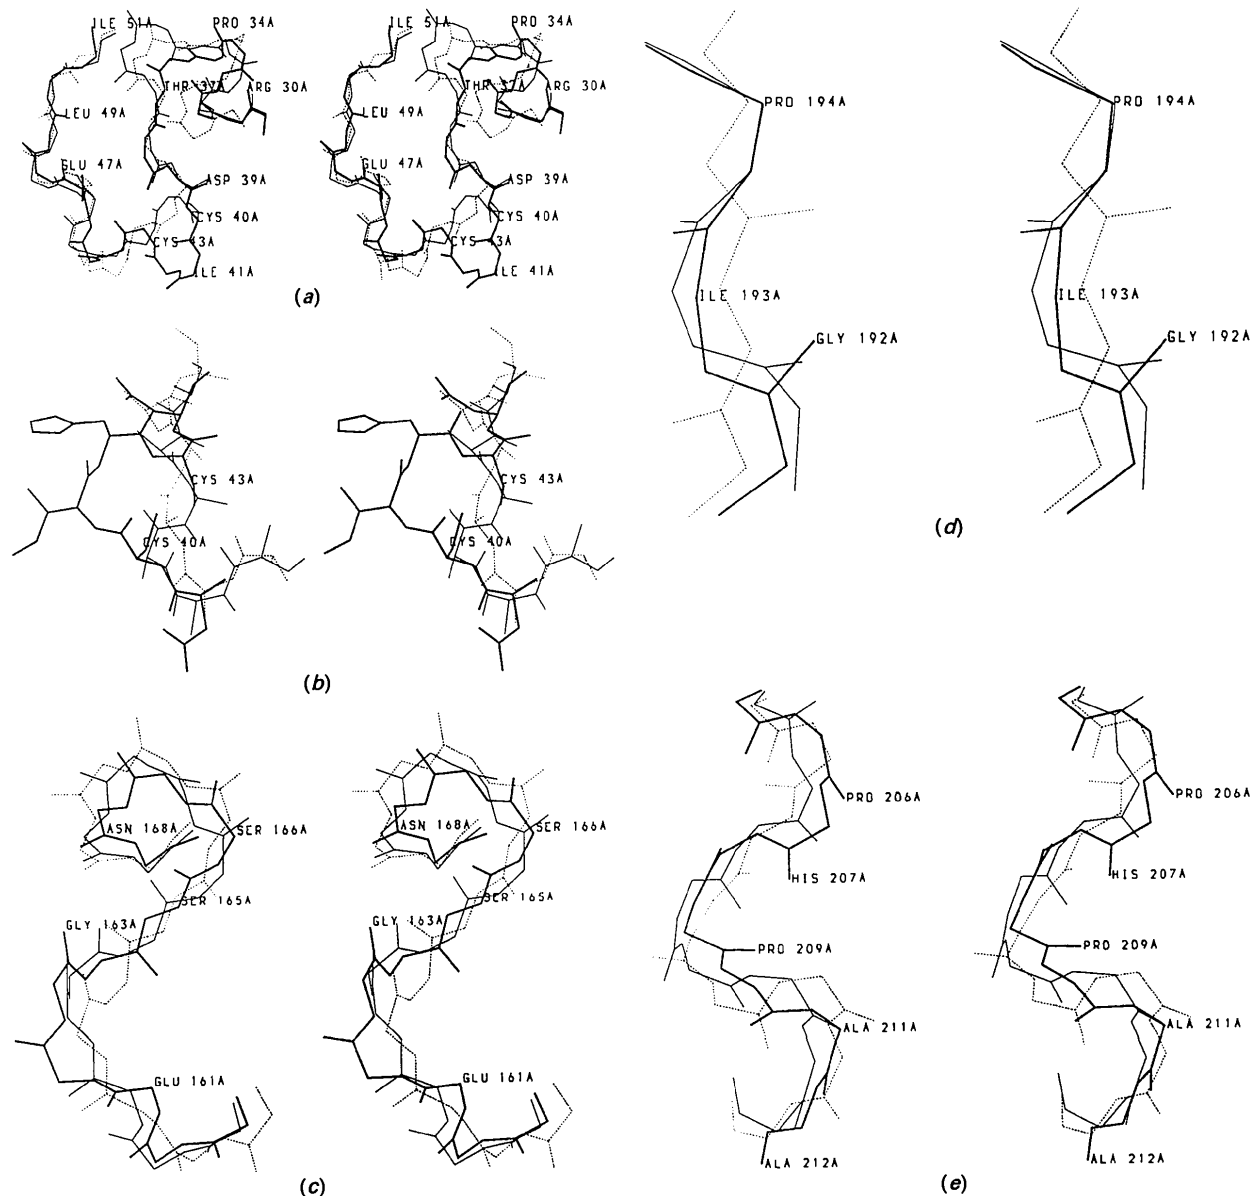 ILE 51A PRO 34A ILE 51A PRO 34A
THR 37A ARG 30A THR 37A ARG 30A
LEU 49A LEU 49A
GLU 47A GLU 47A
ASP 39A ASP 39A
CYS 40A CYS 40A
CYS 43A CYS 43A
ILE 41A ILE 41A
(a)
CYS 43A CYS 43A
CYS 40A CYS 40A
(b)
ASN 168A SER 166A ASN 168A SER 166A
SER 165A SER 165A
GLY 163A GLY 163A
GLU 161A GLU 161A
(c)
PRO 194A PRO 194A
ILE 193A ILE 193A
GLY 192A GLY 192A
(d)
PRO 206A PRO 206A
HIS 207A HIS 207A
PRO 209A PRO 209A
ALA 211A ALA 211A
ALA 212A ALA 212A
(e)